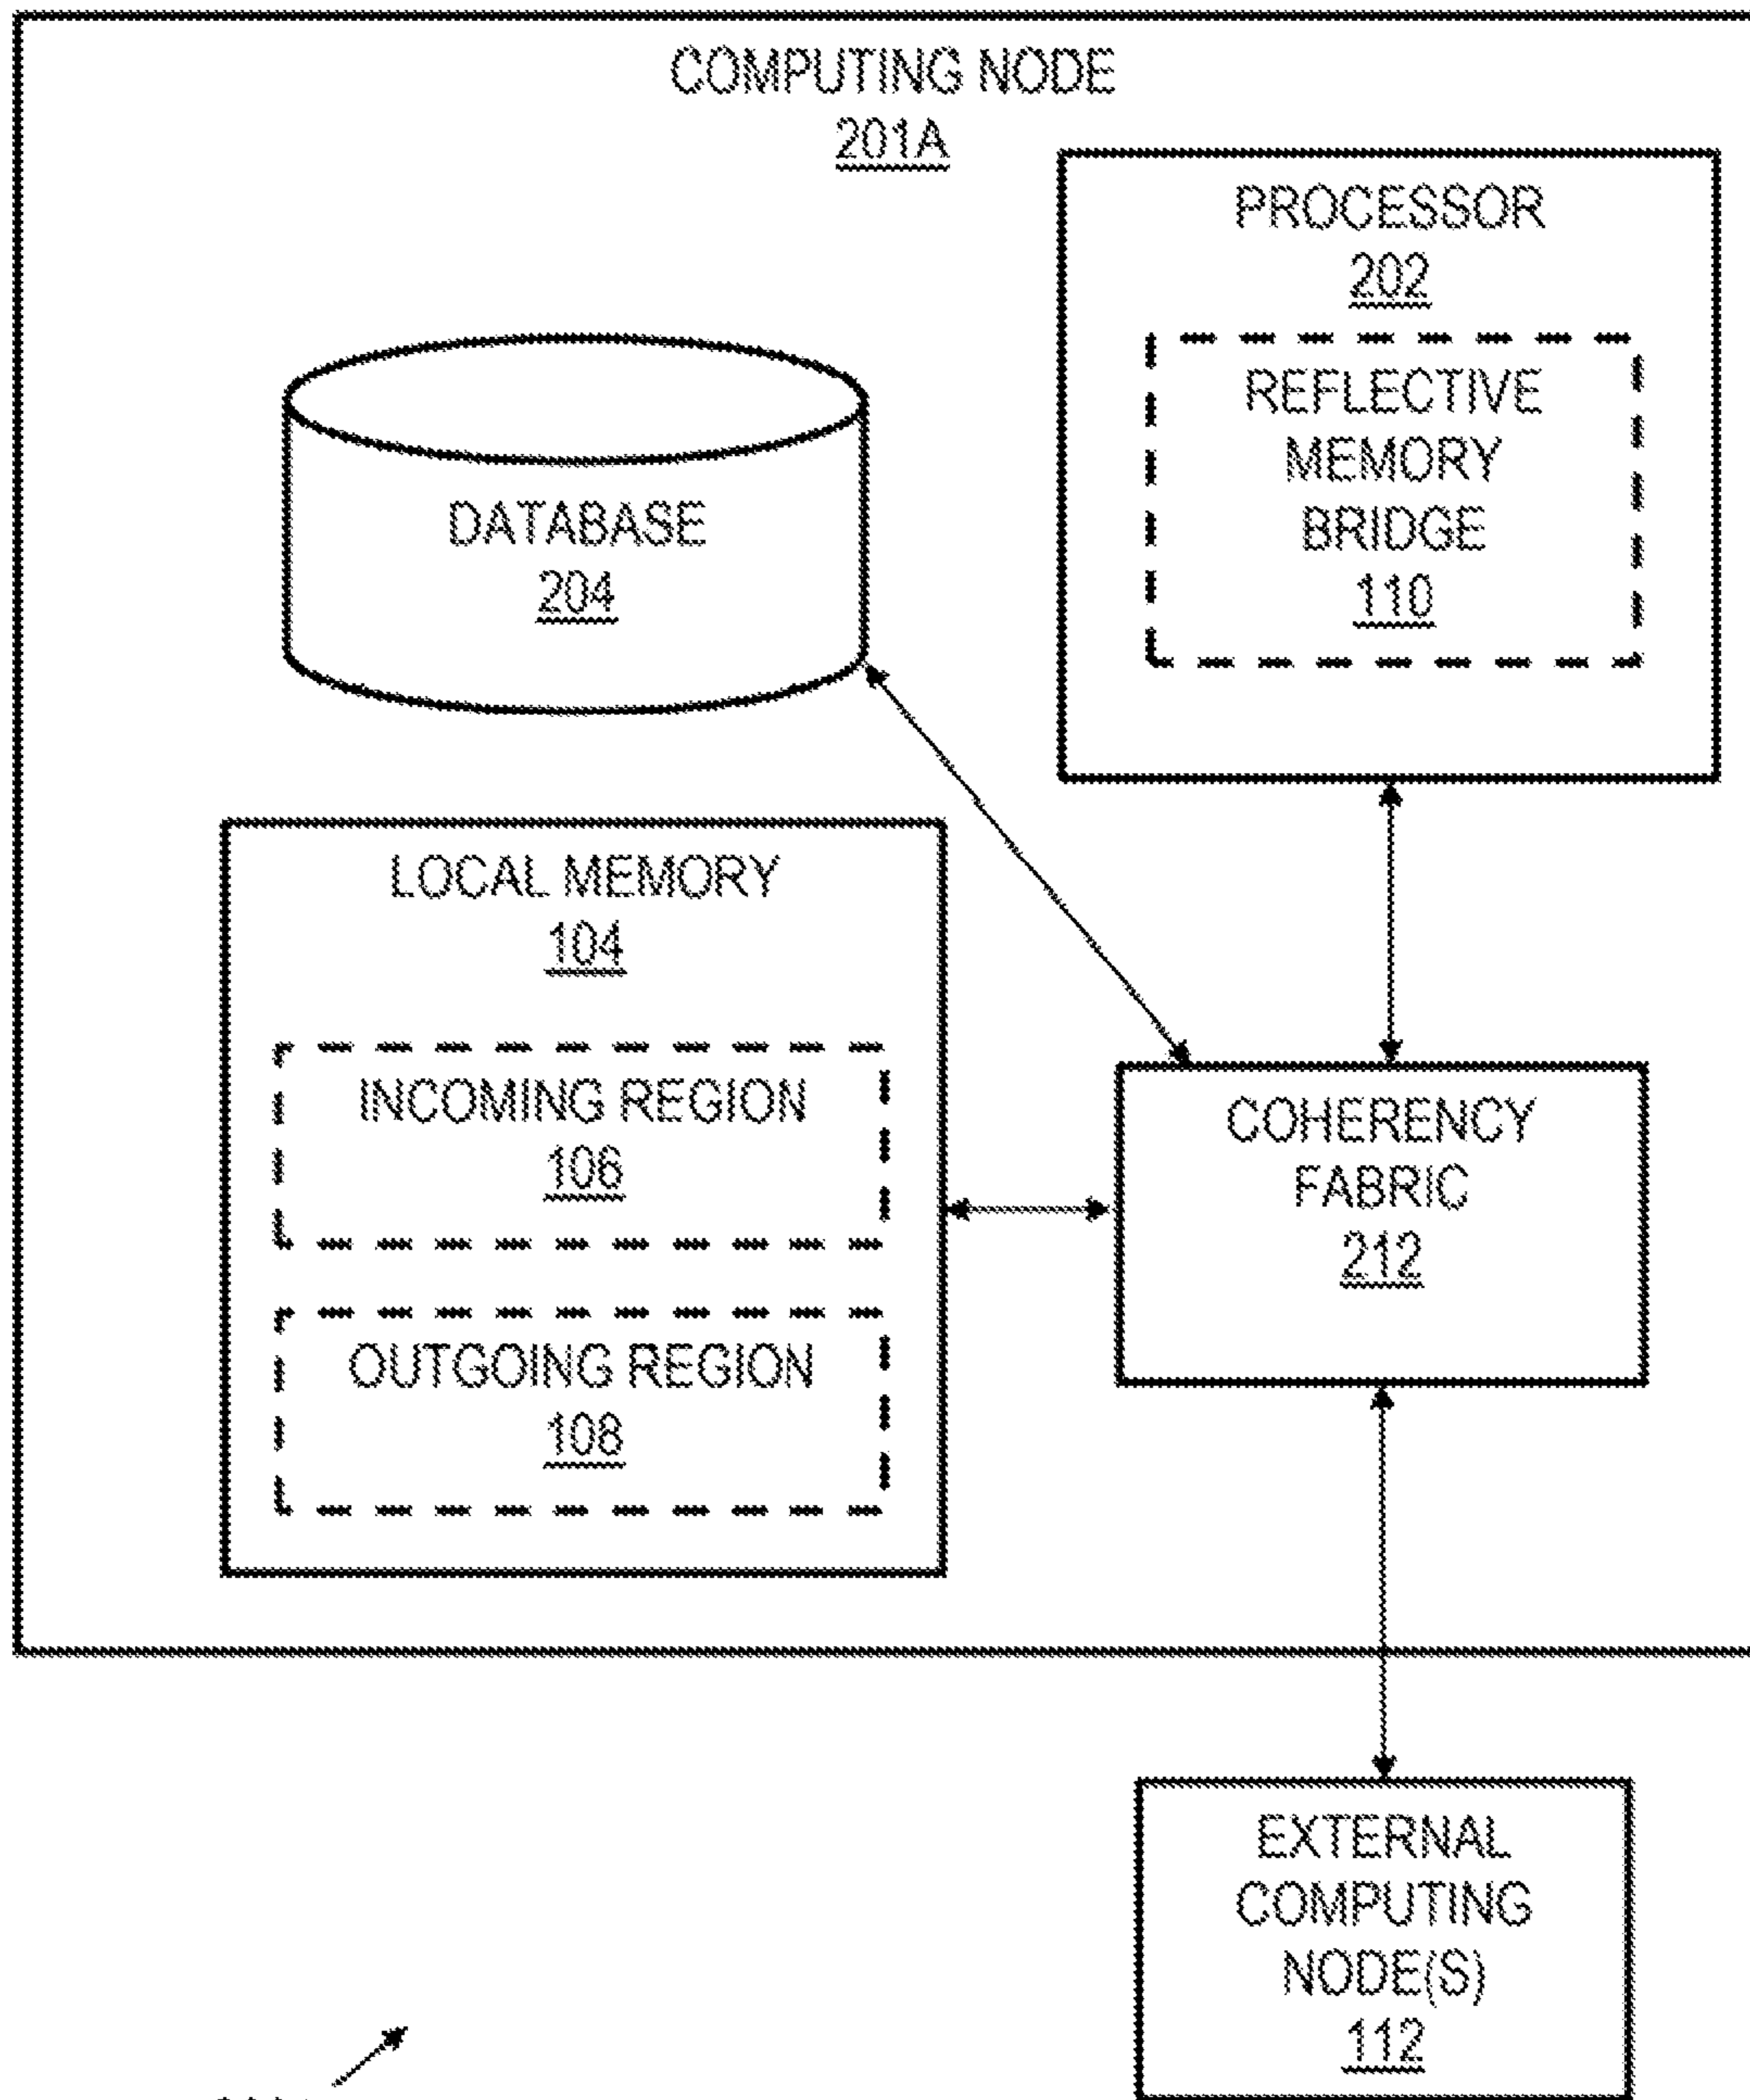 COMPUTING NODE
201A
PROCESSOR
202
REFLECTIVE
MEMORY
BRIDGE
110
DATABASE
204
LOCAL MEMORY
104
INCOMING REGION
106
OUTGOING REGION
108
COHERENCY
FABRIC
212
EXTERNAL
COMPUTING
NODE(S)
112